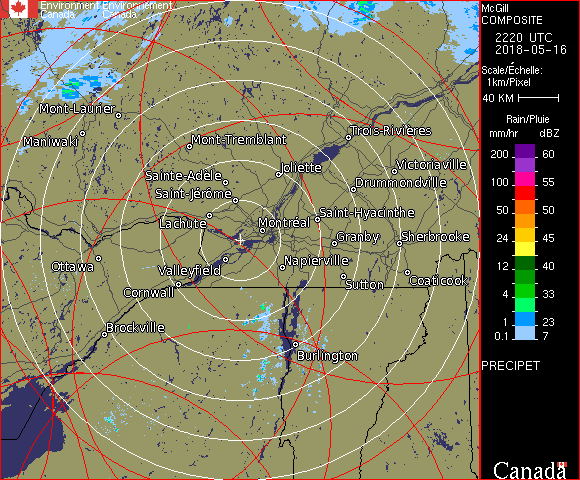 Environment Environnement
Canada Canada
McGill
COMPOSITE
2220 UTC
2018-05-16
Scale/Échelle:
1km/Pixel
40 KM
Rain/Pluie
mm/hr dBZ
200 60
155
100 55
50 50
24 45
12 40
4 33
1 23
0.1 7
PRECIPET
Canada
Mont-Laurier
Maniwaki
Mont-Tremblant
Trois-Rivières
Sainte-Adèle
Joliette
Victoriaville
Saint-Jérôme
Drummondville
Lachute
Montréal
Saint-Hyacinthe
Granby
Sherbrooke
Ottawa
Valleyfield
Napierville
Cornwall
Sutton
Coaticook
Brockville
Burlington